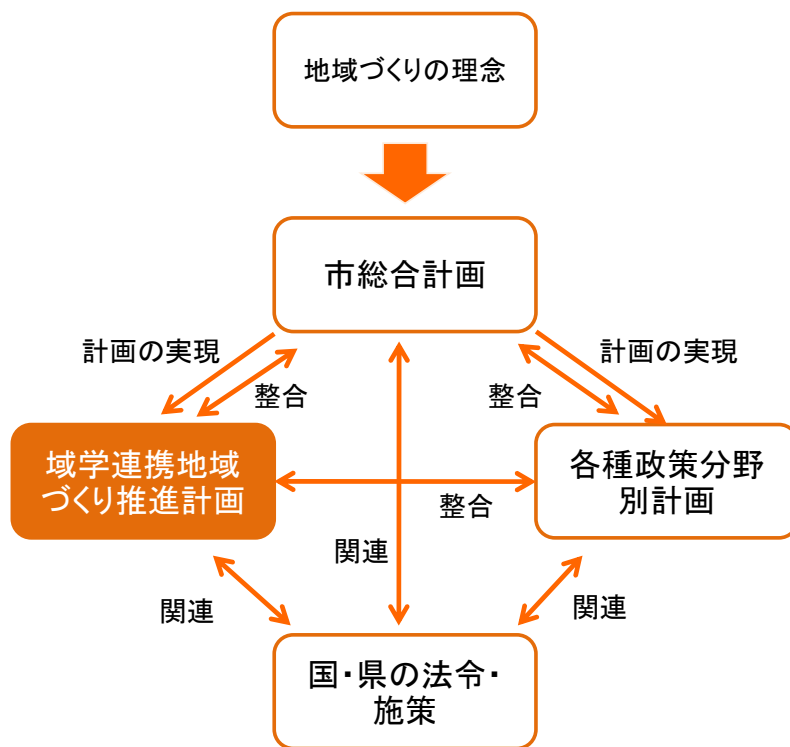 地域づくりの理念
市総合計画
計画の実現
計画の実現
整合
整合
域学連携地域
づくり推進計画
各種政策分野
別計画
整合
関連
関連
関連
国・県の法令・
施策